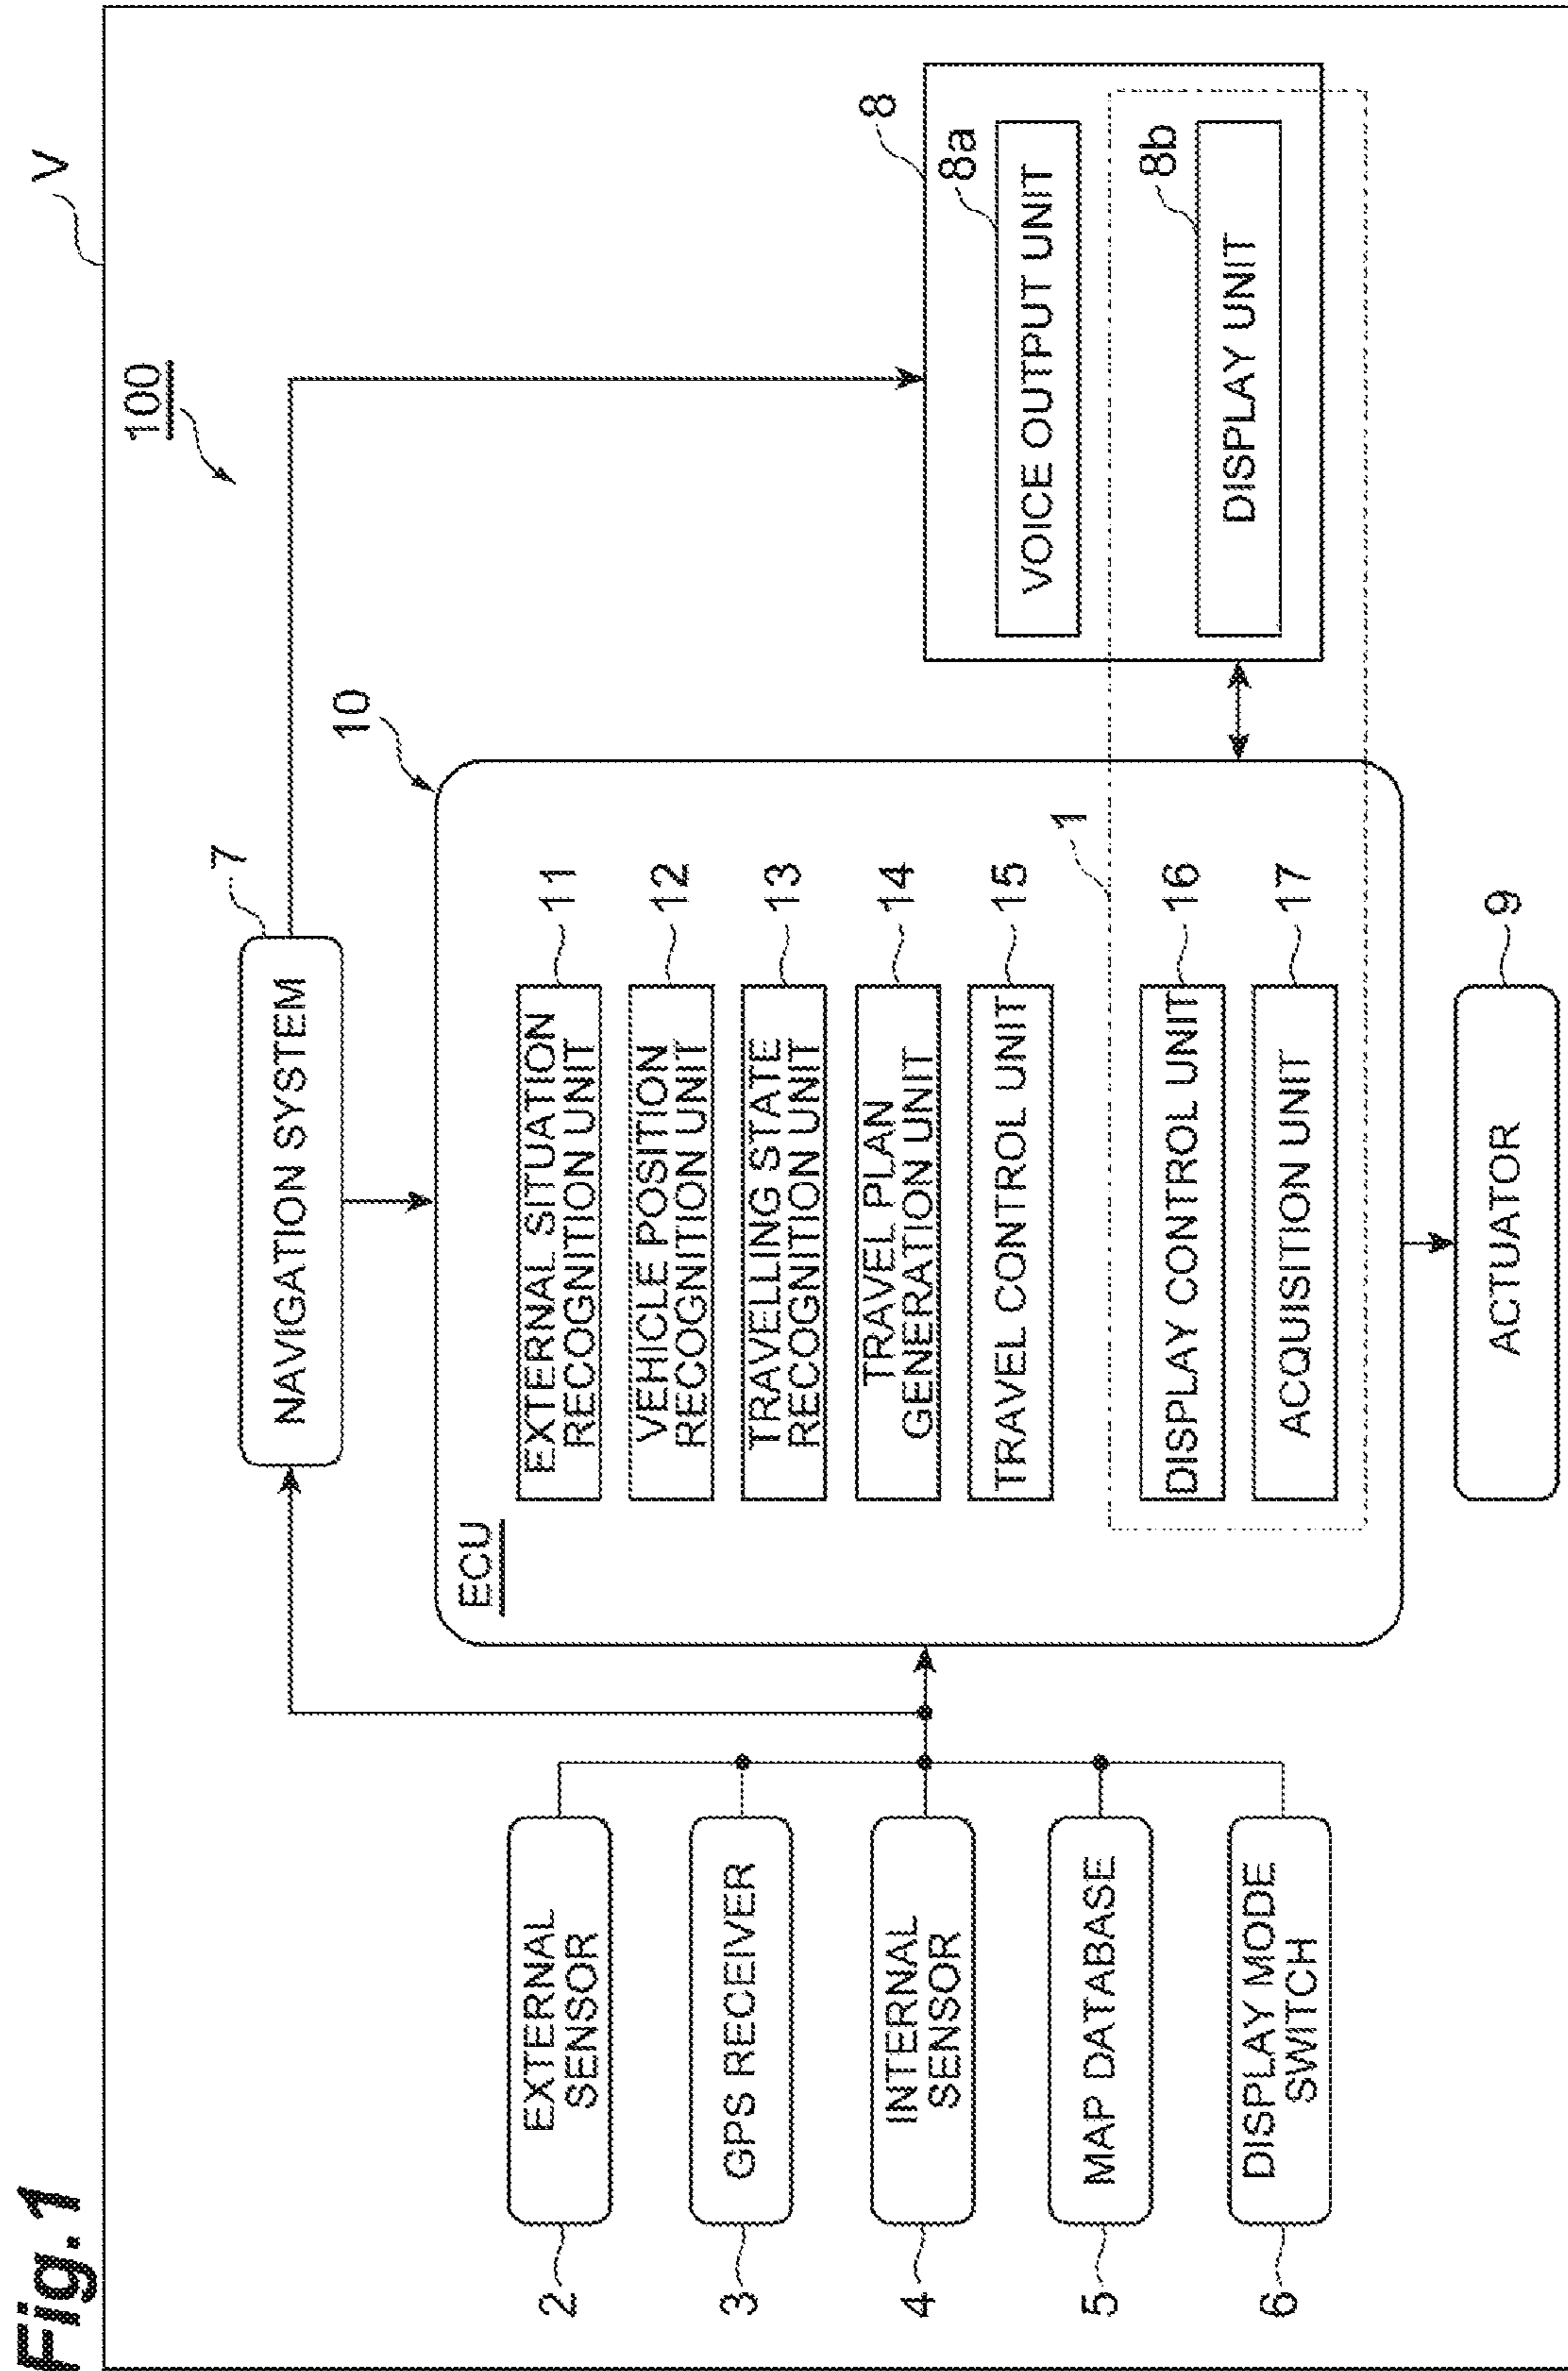 Fig.1
V
100
NAVIGATION SYSTEM
7
10
ECU
EXTERNAL SITUATION
RECOGNITION UNIT
11
VEHICLE POSITION
RECOGNITION UNIT
12
TRAVELLING STATE
RECOGNITION UNIT
13
TRAVEL PLAN
GENERATION UNIT
14
TRAVEL CONTROL UNIT
15
1
DISPLAY CONTROL UNIT
16
ACQUISITION UNIT
17
2
EXTERNAL
SENSOR
3
GPS RECEIVER
4
INTERNAL
SENSOR
5
MAP DATABASE
6
DISPLAY MODE
SWITCH
8
8a
VOICE OUTPUT UNIT
8b
DISPLAY UNIT
9
ACTUATOR